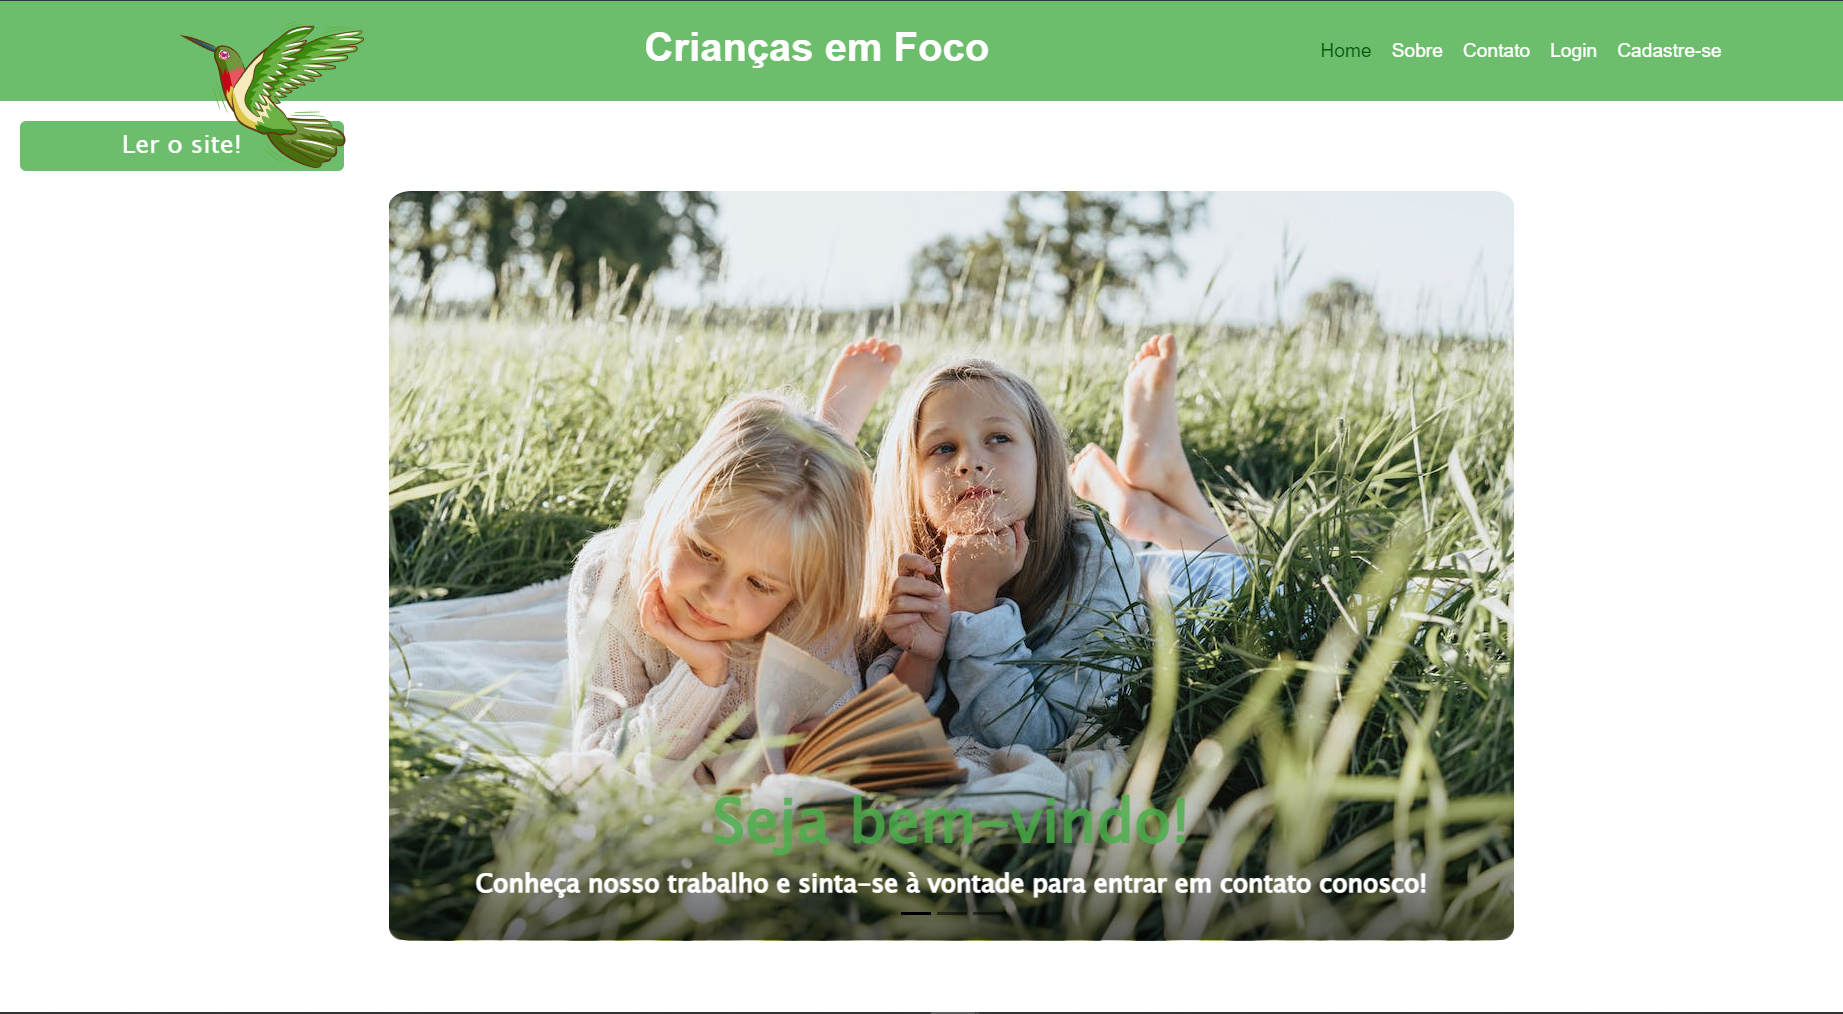 Crianças em Foco
Home Sobre Contato Login Cadastre-se
Ler o site!
Seja bem-vindo!
Conheça nosso trabalho e sinta-se à vontade para entrar em contato conosco!